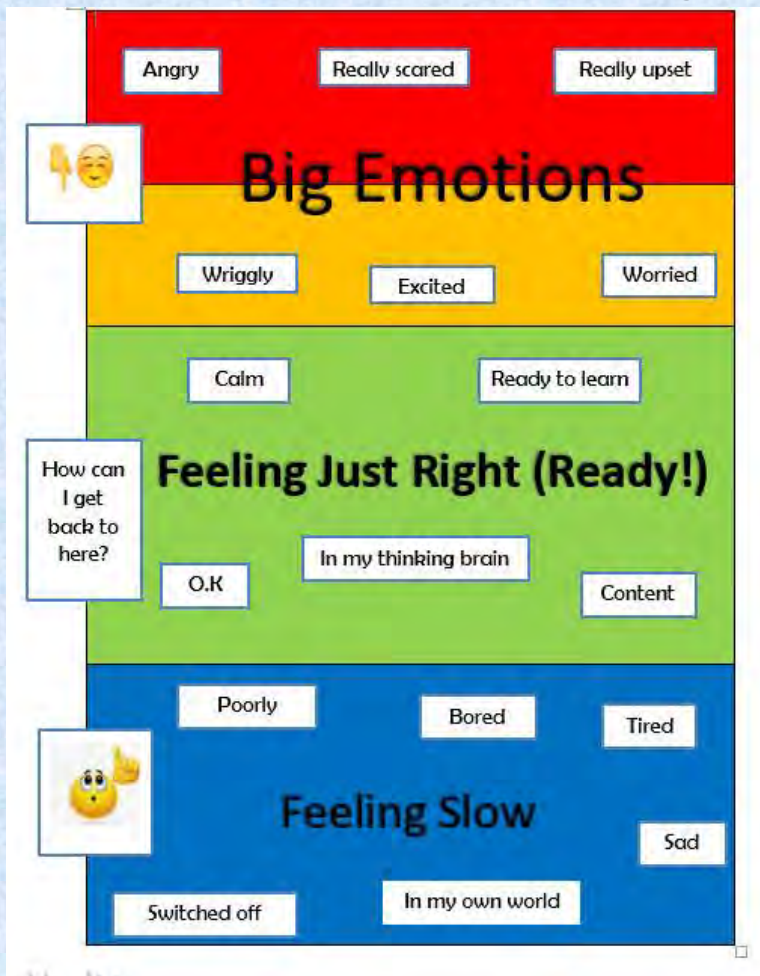 Angry
Really scared
Really upset
Big Emotions
Wriggly
Excited
Worried
Calm
Ready to learn
How can
I get
back to
here?
Feeling Just Right (Ready!)
In my thinking brain
O.K
Content
Poorly
Bored
Tired
Feeling Slow
Sad
In my own world
Switched off